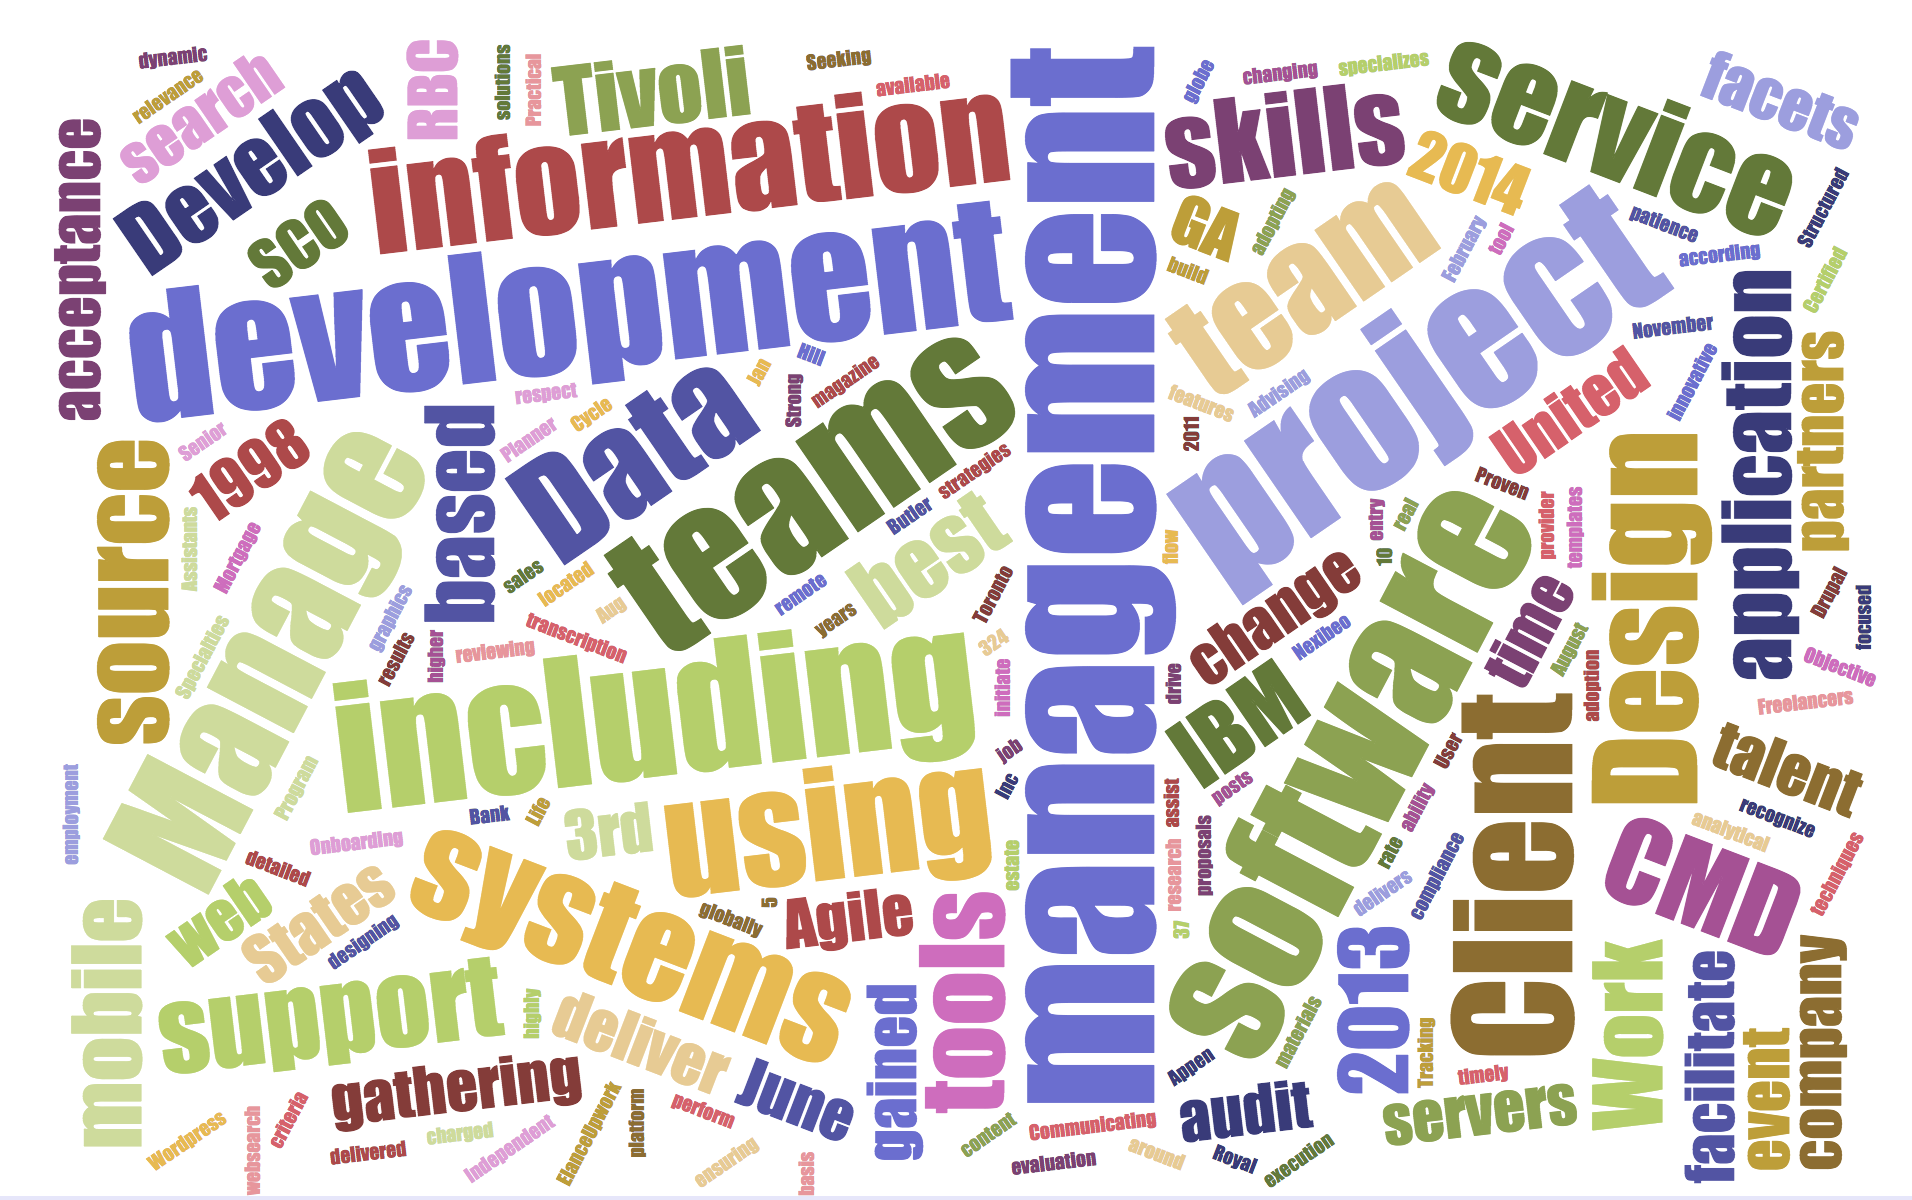 dynamic
relevance
search
Develop
RBC
solutions
Practical
Tivoli
Seeking
available
information
management
globe
changing
specializes
skills
service
facets
acceptance
sco
development
2014
GA
adopting
build
team
February
tool
patience
according
Structured
Certified
project
November
Innovative
application
partners
United
features
Advising
2011
Jan
Hill
Strong
magazine
respect
Cycle
Planner
Data
teams
strategies
Butler
based
Senior
1998
source
Manage
Assistants
Mortgage
Specialties
graphics
results
higher
reviewing
transcription
sales
located
Aug
remote
years
best
Toronto
324
initiate
flow
entry
real
10
Proven
provider
templates
Design
change
Nexibeo
software
time
August
adoption
Drupal
focused
Objective
Freelancers
drive
IBM
including
job
Inc
Program
employment
Onboarding
detailed
Bank
Life
3rd
using
estate
assist
posts
proposals
research
37
User
ability
rate
delivers
compliance
Client
talent
recognize
analytical
techniques
CMD
web
States
designing
systems
globally
5
Agile
tools
mobile
support
highly
deliver
gained
June
gathering
2013
Tracking
materials
Appen
work
facilitate
event
company
Wordpress
websearch
criteria
delivered
charged
Independent
ElanceUpwork
platform
perform
ensuring
basis
content
Communicating
evaluation
around
audit
Royal
execution
timely
servers